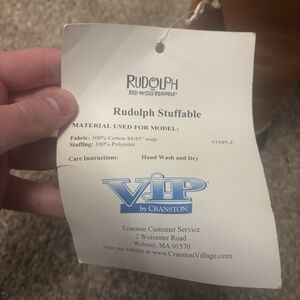 RUDOLPH
THE
RED-NOSED REINDEER
Rudolph Stuffable
MATERIAL USED FOR MODEL:
Fabric: 100% Cotton 44/45" wide
Stuffing: 100% Polyester
01649-Z
Care Instructions: Hand Wash and Dry
VIP
by CRANSTON
Cranston Customer Service
2 Worcester Road
Webster, MA 01570
Visit our website at www.CranstonVillage.com